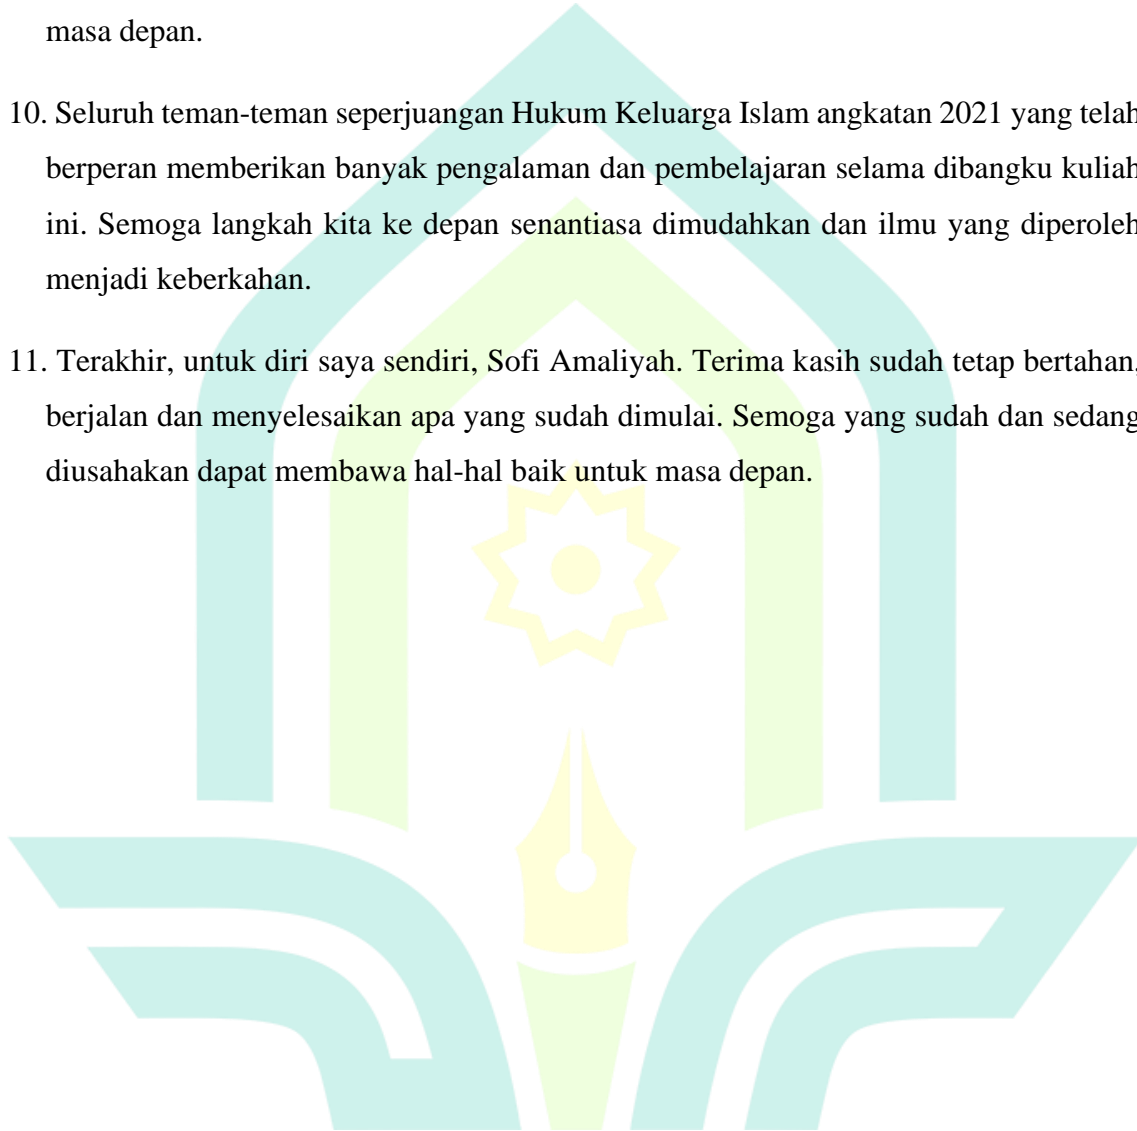 masa depan.
10. Seluruh teman-teman seperjuangan Hukum Keluarga Islam angkatan 2021 yang telah
berperan memberikan banyak pengalaman dan pembelajaran selama dibangku kuliah
ini. Semoga langkah kita ke depan senantiasa dimudahkan dan ilmu yang diperoleh
menjadi keberkahan.
11. Terakhir, untuk diri saya sendiri, Sofi Amaliyah. Terima kasih sudah tetap bertahan,
berjalan dan menyelesaikan apa yang sudah dimulai. Semoga yang sudah dan sedang
diusahakan dapat membawa hal-hal baik untuk masa depan.